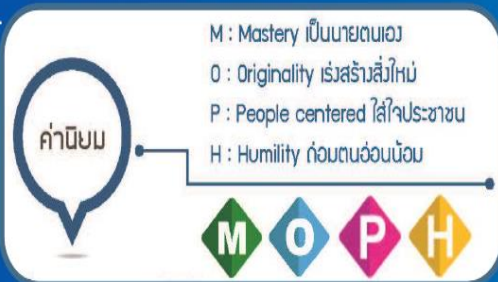 ค่านิยม
M : Mastery เป็นนายตนเอง
O : Originality เร่งสร้างสิ่งใหม่
P : People centered ใส่ใจประชาชน
H : Humility ถ่อมตนอ่อนน้อม
M O P H